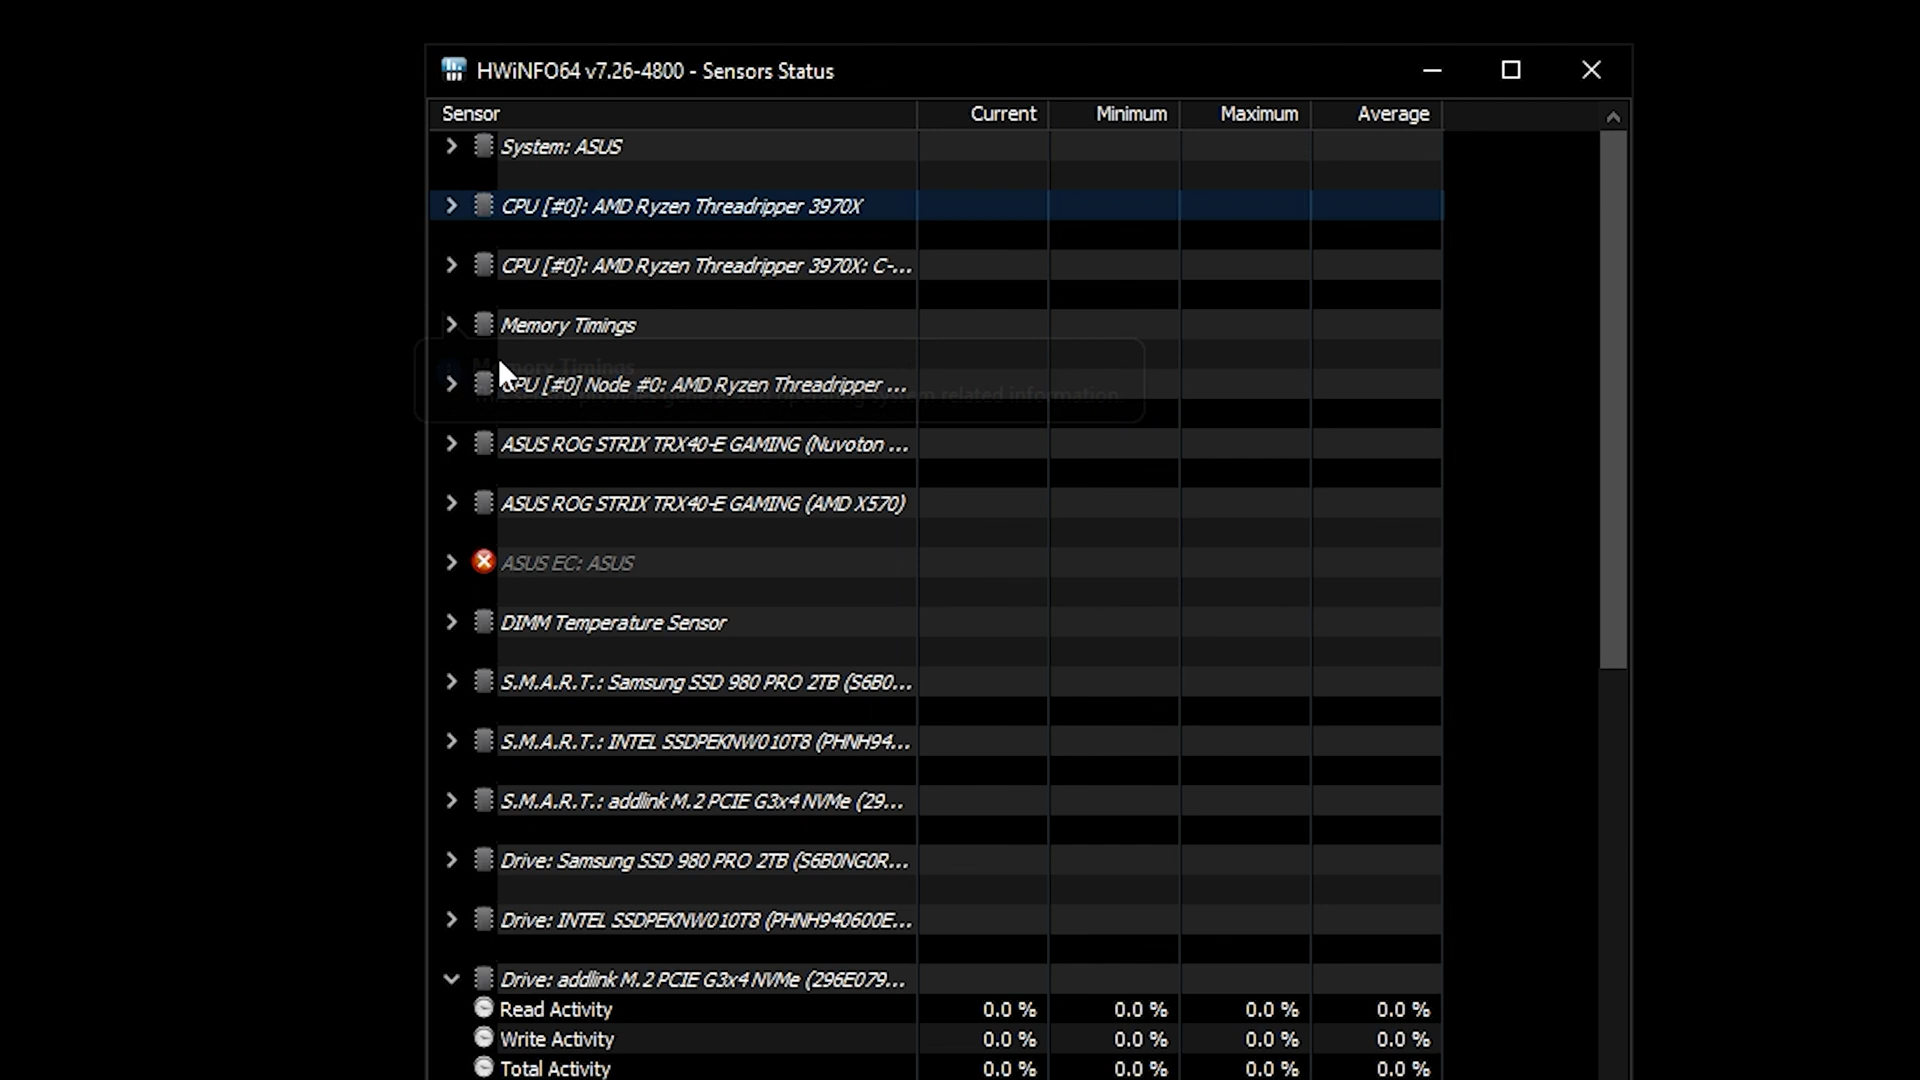 HWiNFO64 v7.26-4800 - Sensors Status
Sensor Current Minimum Maximum Average
System: ASUS
CPU [#0]: AMD Ryzen Threadripper 3970X
CPU [#0]: AMD Ryzen Threadripper 3970X: C-...
Memory Timings
Memory Timings
CPU [#0] Node #0: AMD Ryzen Threadripper ...
system related information.
ASUS ROG STRIX TRX40-E GAMING (Nuvoton ...
ASUS ROG STRIX TRX40-E GAMING (AMD X570)
ASUS EC: ASUS
DIMM Temperature Sensor
S.M.A.R.T.: Samsung SSD 980 PRO 2TB (S6B0...
S.M.A.R.T.: INTEL SSDPEKNW010T8 (PHNH94...
S.M.A.R.T.: addlink M.2 PCIE G3x4 NVMe (29...
Drive: Samsung SSD 980 PRO 2TB (S6B0NG0R...
Drive: INTEL SSDPEKNW010T8 (PHNH940600E...
Drive: addlink M.2 PCIE G3x4 NVMe (296E079...
Read Activity 0.0 % 0.0 % 0.0 % 0.0 %
Write Activity 0.0 % 0.0 % 0.0 % 0.0 %
Total Activity 0.0 % 0.0 % 0.0 % 0.0 %